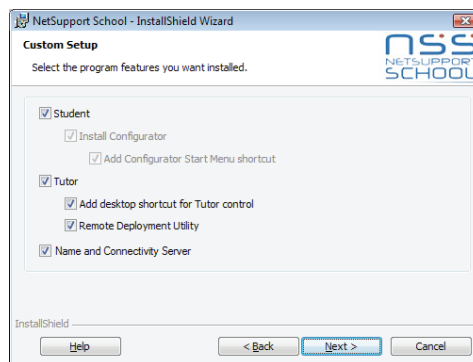 NetSupport School - InstallShield Wizard
Custom Setup
Select the program features you want installed.
nss
NETSUPPORT
SCHOOL
Student
Install Configurator
Add Configurator Start Menu shortcut
Tutor
Add desktop shortcut for Tutor control
Remote Deployment Utility
Name and Connectivity Server
InstallShield
Help
< Back
Next >
Cancel